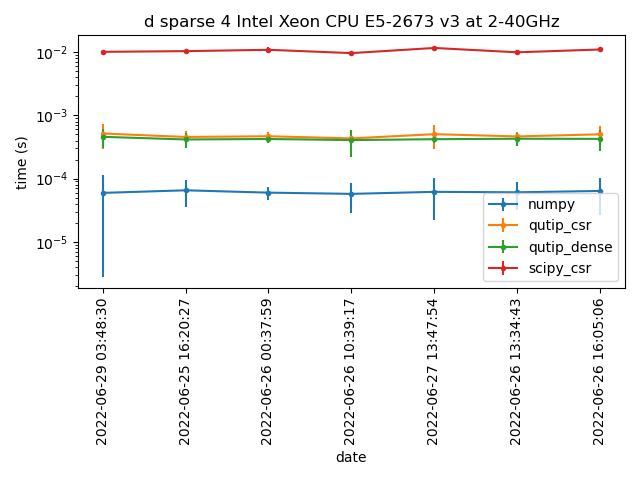 d sparse 4 Intel Xeon CPU E5-2673 v3 at 2-40GHz
time (s)
10⁻²
10⁻³
10⁻⁴
10⁻⁵
numpy
qutip_csr
qutip_dense
scipy_csr
2022-06-29 03:48:30
2022-06-25 16:20:27
2022-06-26 00:37:59
2022-06-26 10:39:17
2022-06-27 13:47:54
2022-06-26 13:34:43
2022-06-26 16:05:06
date